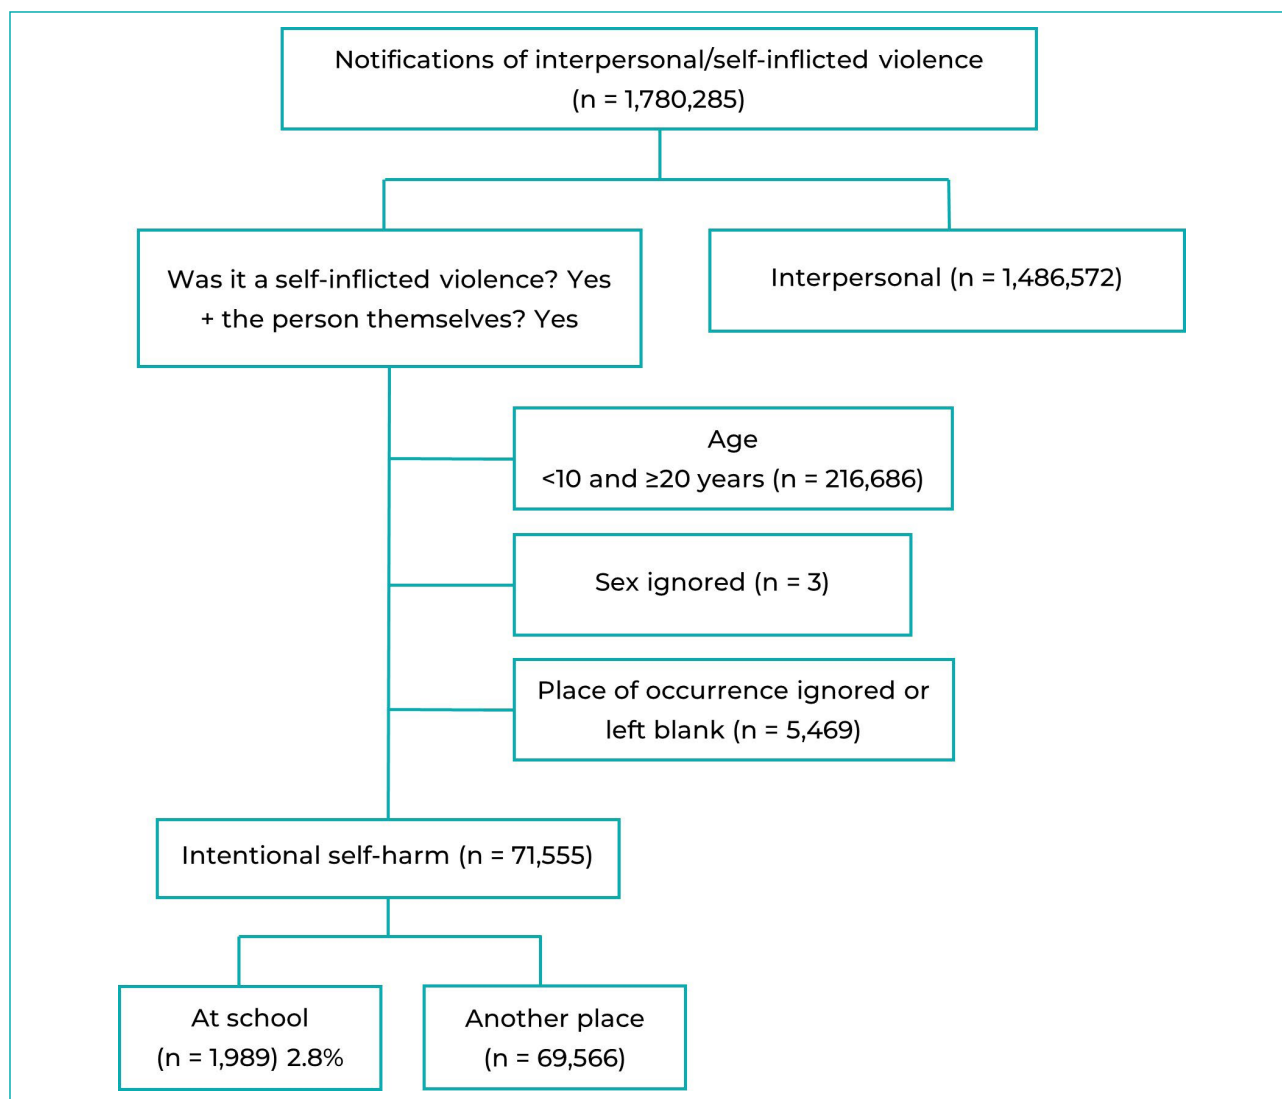 Notifications of interpersonal/self-inflicted violence
(n = 1,780,285)
Was it a self-inflicted violence? Yes
+ the person themselves? Yes
Interpersonal (n = 1,486,572)
Age
<10 and ≥20 years (n = 216,686)
Sex ignored (n = 3)
Place of occurrence ignored or
left blank (n = 5,469)
Intentional self-harm (n = 71,555)
At school
(n = 1,989) 2.8%
Another place
(n = 69,566)